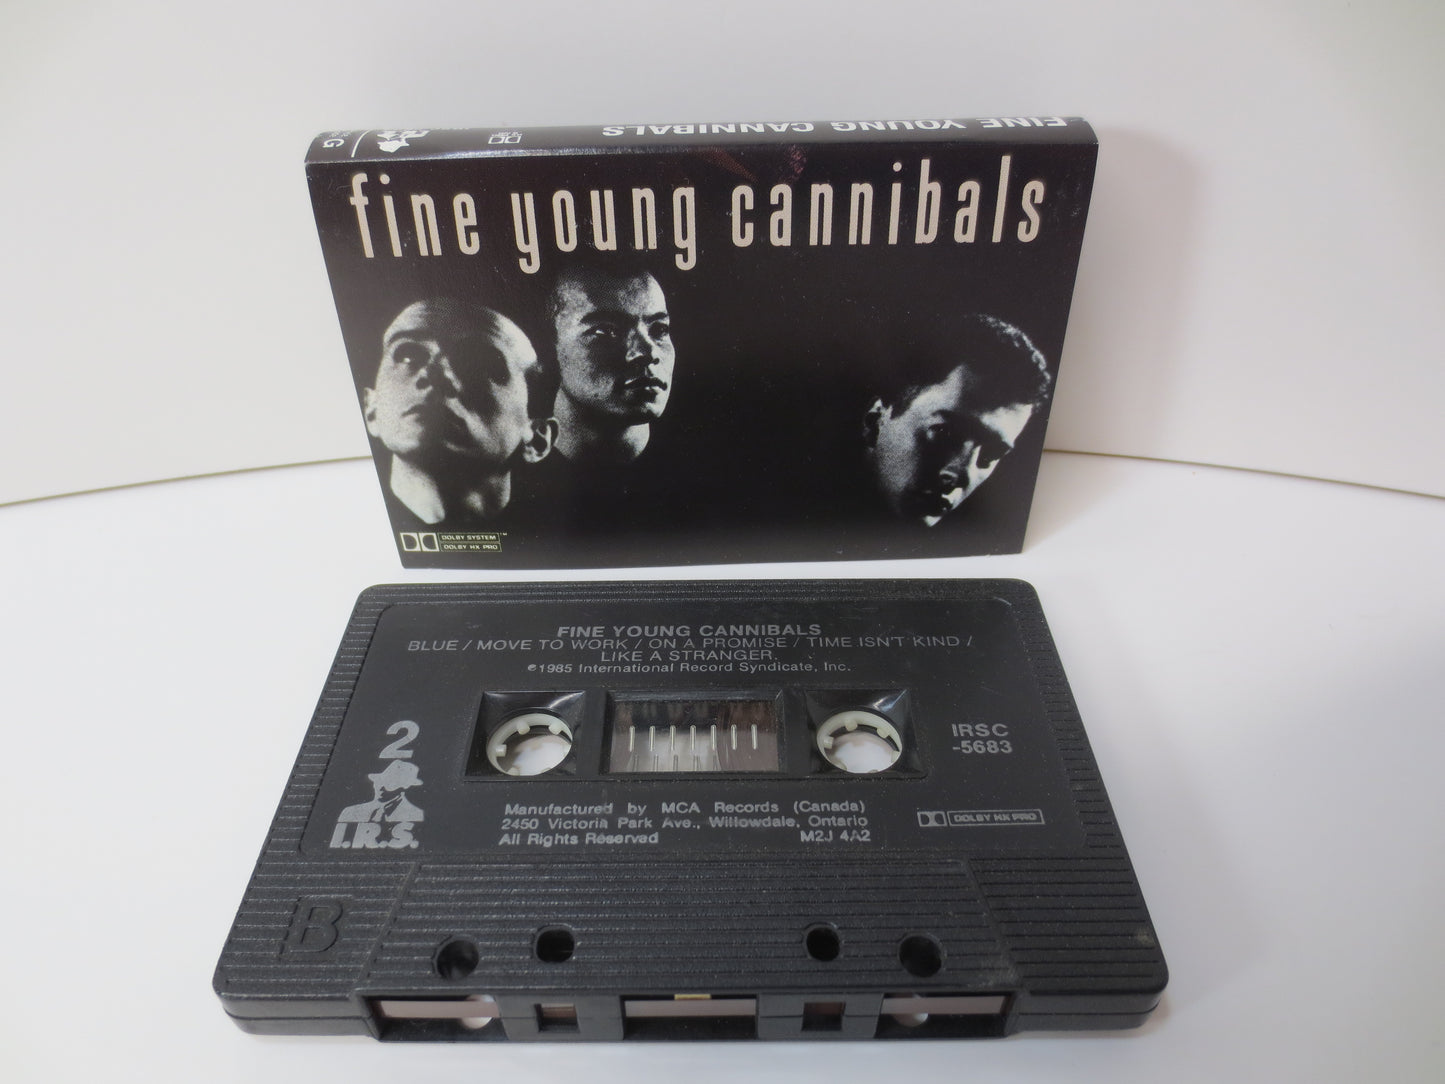 FINE YOUNG CANNIBALS
fine young cannibals
DOLBY SYSTEM
DOLBY HX PRO
FINE YOUNG CANNIBALS
BLUE / MOVE TO WORK / ON A PROMISE / TIME ISN'T KIND /
LIKE A STRANGER
℗1985 International Record Syndicate, Inc.
2
I.R.S.
IRSC
-5683
Manufactured by MCA Records (Canada)
2450 Victoria Park Ave., Willowdale, Ontario
All Rights Reserved M2J 4A2
DOLBY HX PRO
B